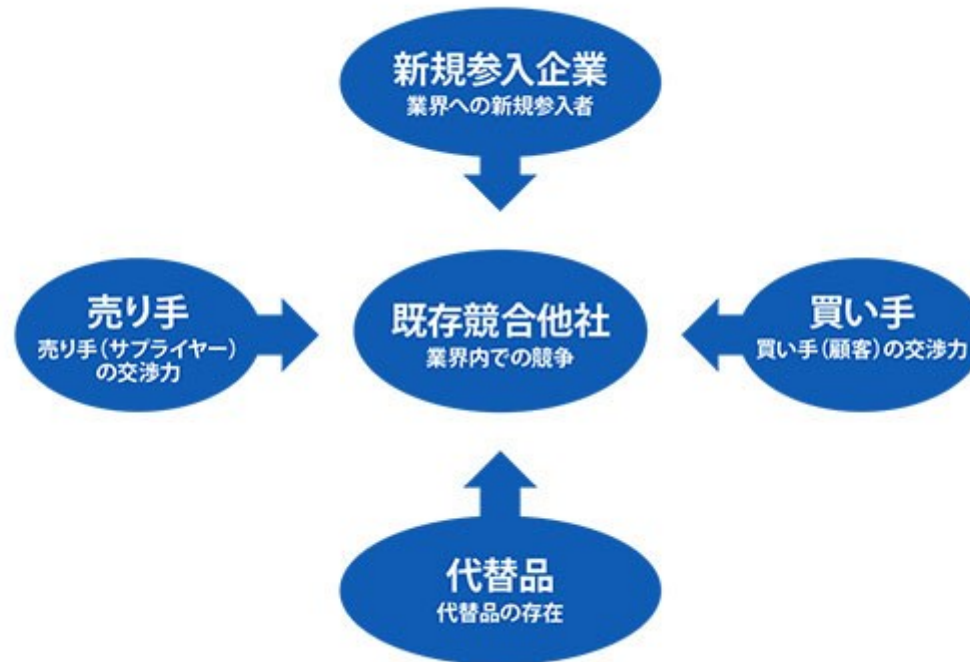 新規参入企業
業界への新規参入者
売り手
売り手(サプライヤー)
の交渉力
既存競合他社
業界内での競争
買い手
買い手(顧客)の交渉力
代替品
代替品の存在